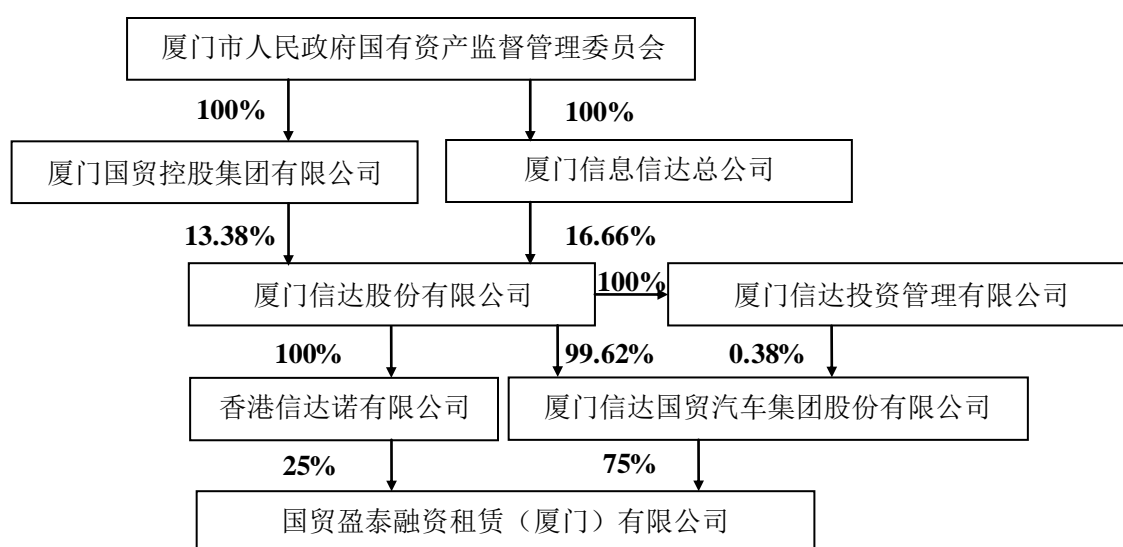 厦门市人民政府国有资产监督管理委员会
100%
100%
厦门国贸控股集团有限公司
厦门信息信达总公司
13.38%
16.66%
厦门信达股份有限公司
100%
厦门信达投资管理有限公司
100%
99.62%
0.38%
香港信达诺有限公司
厦门信达国贸汽车集团股份有限公司
25%
75%
国贸盈泰融资租赁（厦门）有限公司